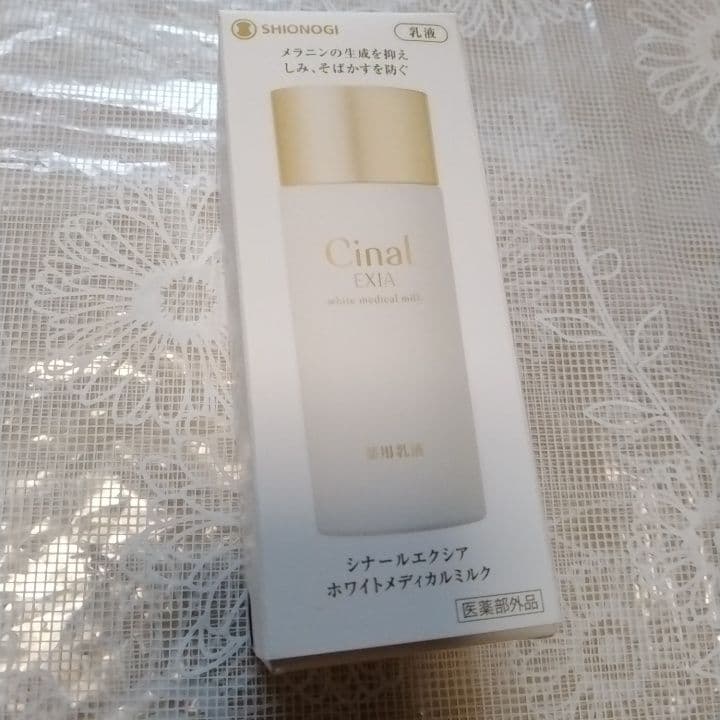 SHIONOGI
乳液
メラニンの生成を抑え
しみ、そばかすを防ぐ
Cinal
EXIA
white medical milk
薬用乳液
シナールエクシア
ホワイトメディカルミルク
医薬部外品